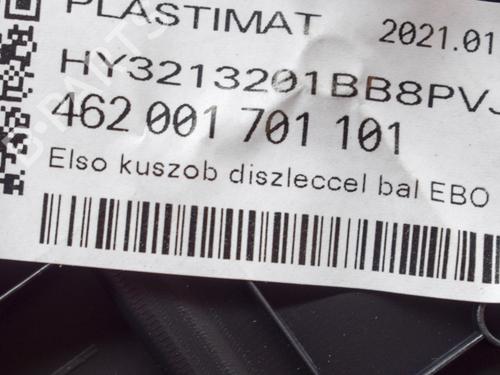 PLASTIMAT 2021.01
HY3213201BB8PVJ
462 001 701 101
Elso kuszob diszleccel bal EBO